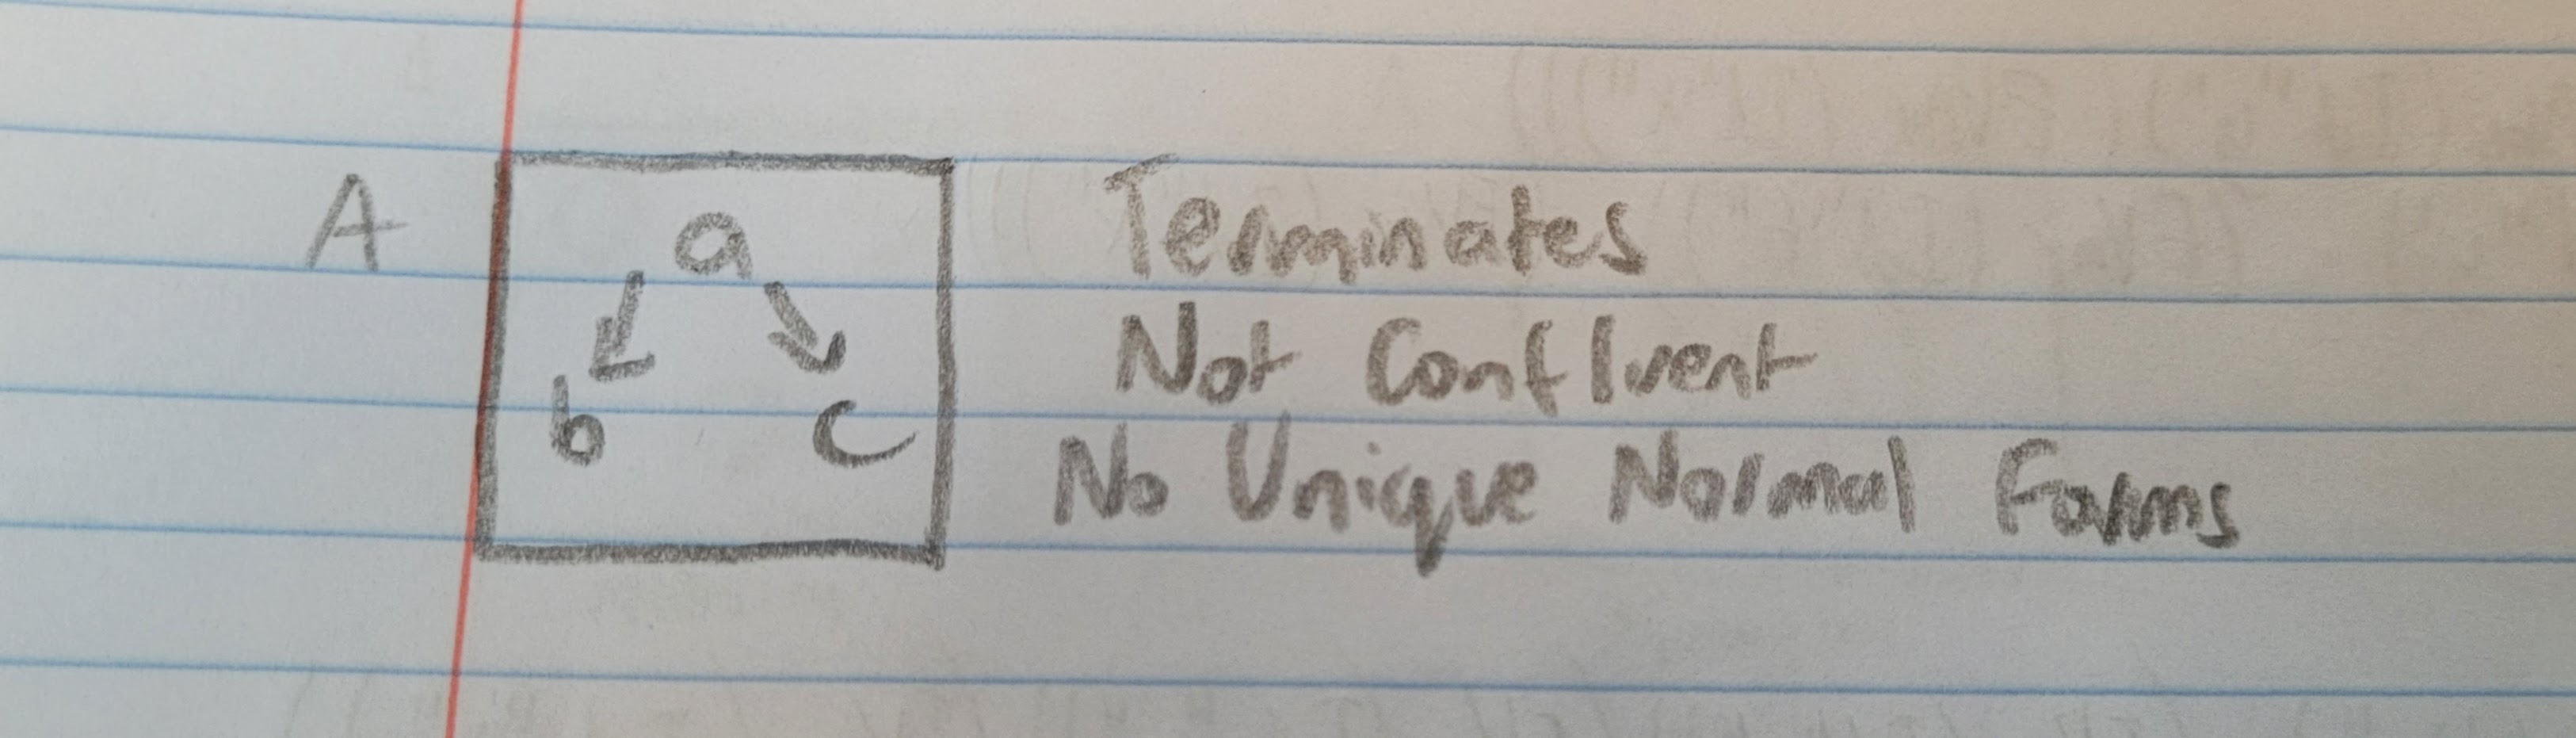 A
a
b c
Terminates
Not Confluent
No Unique Normal Forms